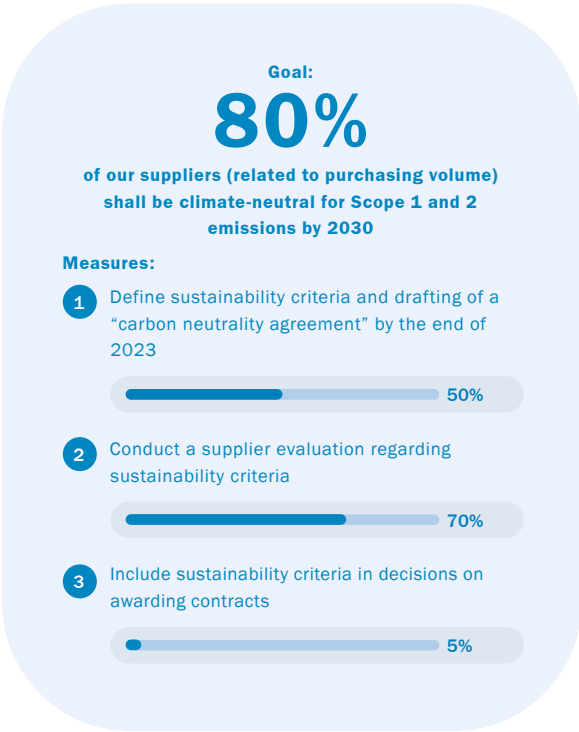 Goal:
80%
of our suppliers (related to purchasing volume)
shall be climate-neutral for Scope 1 and 2
emissions by 2030
Measures:
1
Define sustainability criteria and drafting of a
“carbon neutrality agreement” by the end of
2023
50%
2
Conduct a supplier evaluation regarding
sustainability criteria
70%
3
Include sustainability criteria in decisions on
awarding contracts
5%